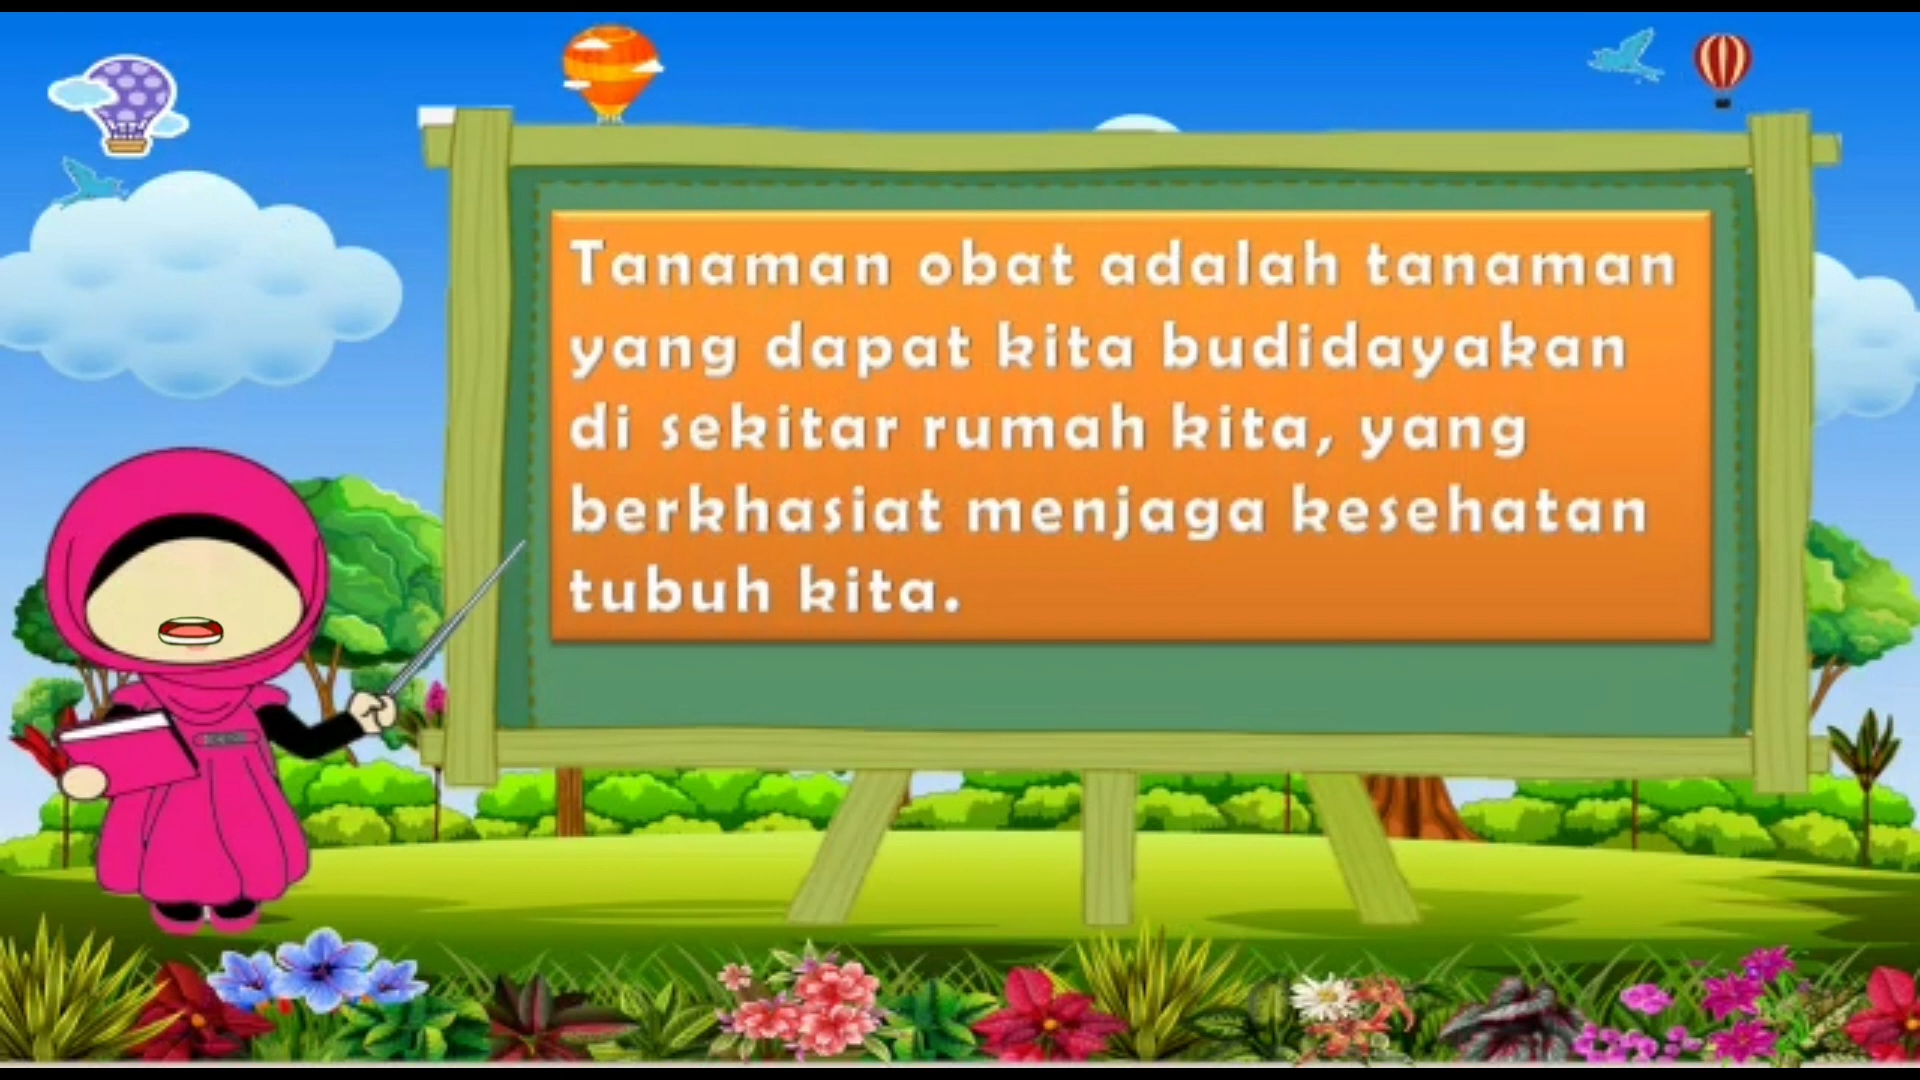 Tanaman obat adalah tanaman
yang dapat kita budidayakan
di sekitar rumah kita, yang
berkhasiat menjaga kesehatan
tubuh kita.